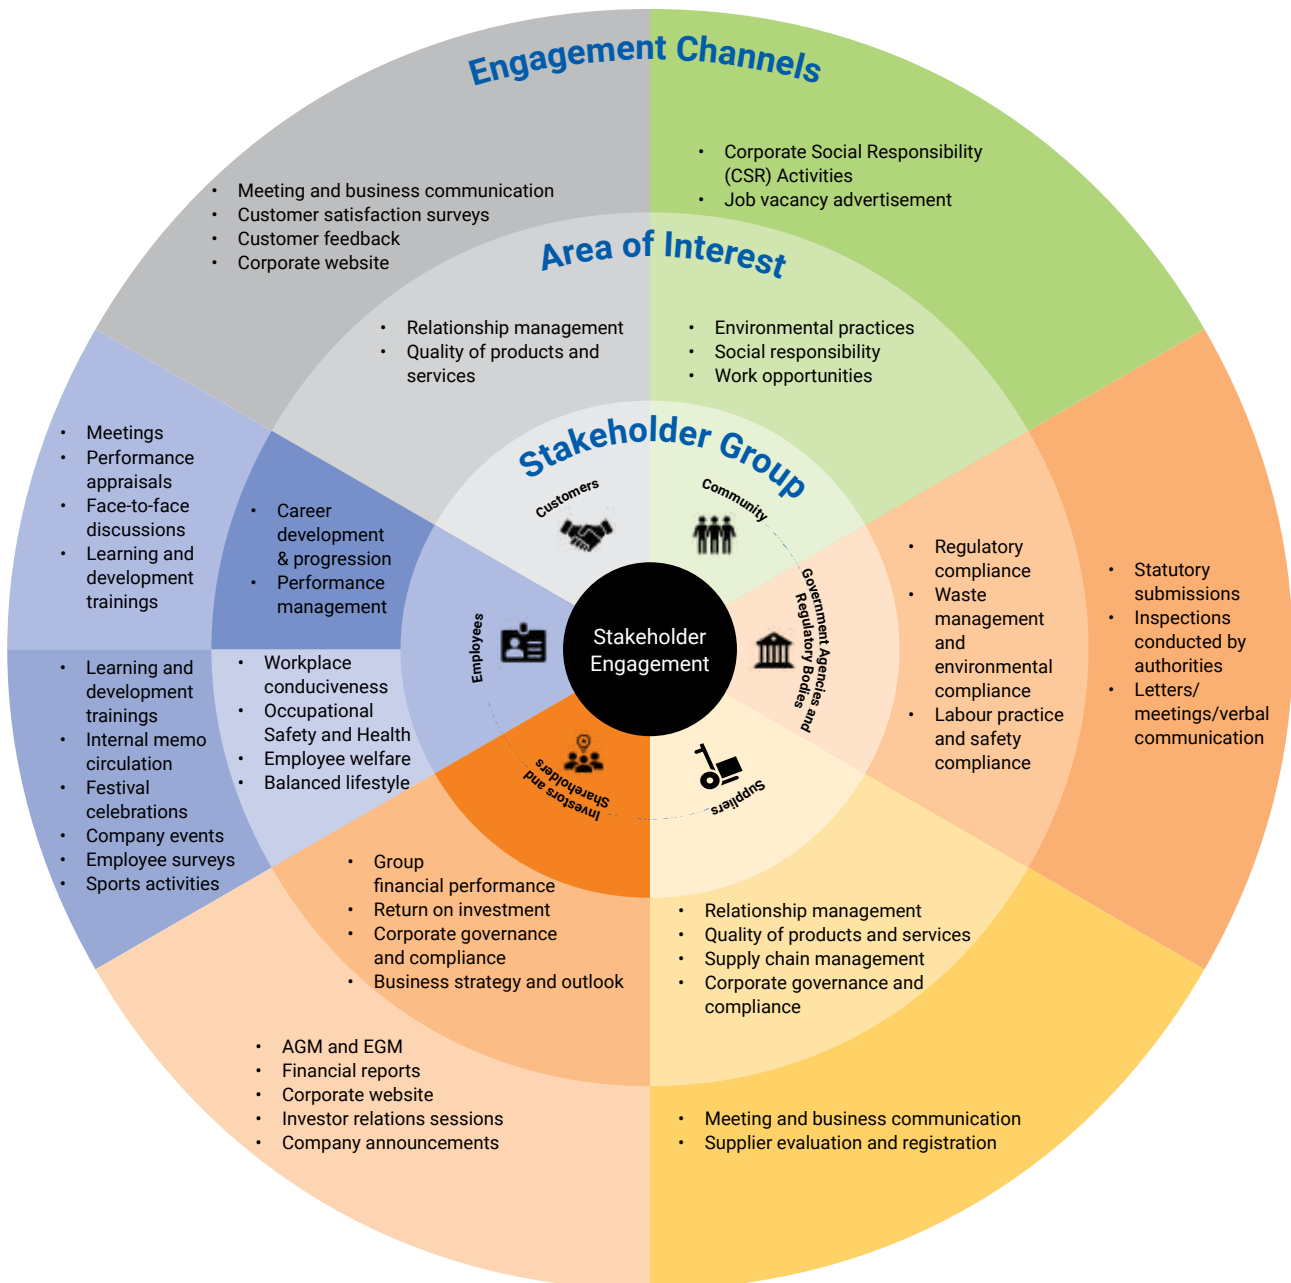 Engagement Channels
• Meeting and business communication
• Customer satisfaction surveys
• Customer feedback
• Corporate website
• Corporate Social Responsibility
(CSR) Activities
• Job vacancy advertisement
Area of Interest
• Relationship management
• Quality of products and
services
• Environmental practices
• Social responsibility
• Work opportunities
Stakeholder Group
Customers
Community
• Meetings
• Performance
appraisals
• Face-to-face
discussions
• Learning and
development
trainings
• Career
development
& progression
• Performance
management
Employees
Stakeholder
Engagement
Government Agencies and
Regulatory Bodies
• Regulatory
compliance
• Waste
management
and
environmental
compliance
• Labour practice
and safety
compliance
• Statutory
submissions
• Inspections
conducted by
authorities
• Letters/
meetings/verbal
communication
• Learning and
development
trainings
• Internal memo
circulation
• Festival
celebrations
• Company events
• Employee surveys
• Sports activities
• Workplace
conduciveness
• Occupational
Safety and Health
• Employee welfare
• Balanced lifestyle
Investors and
Shareholders
Suppliers
• Group
financial performance
• Return on investment
• Corporate governance
and compliance
• Business strategy and outlook
• Relationship management
• Quality of products and services
• Supply chain management
• Corporate governance and
compliance
• AGM and EGM
• Financial reports
• Corporate website
• Investor relations sessions
• Company announcements
• Meeting and business communication
• Supplier evaluation and registration